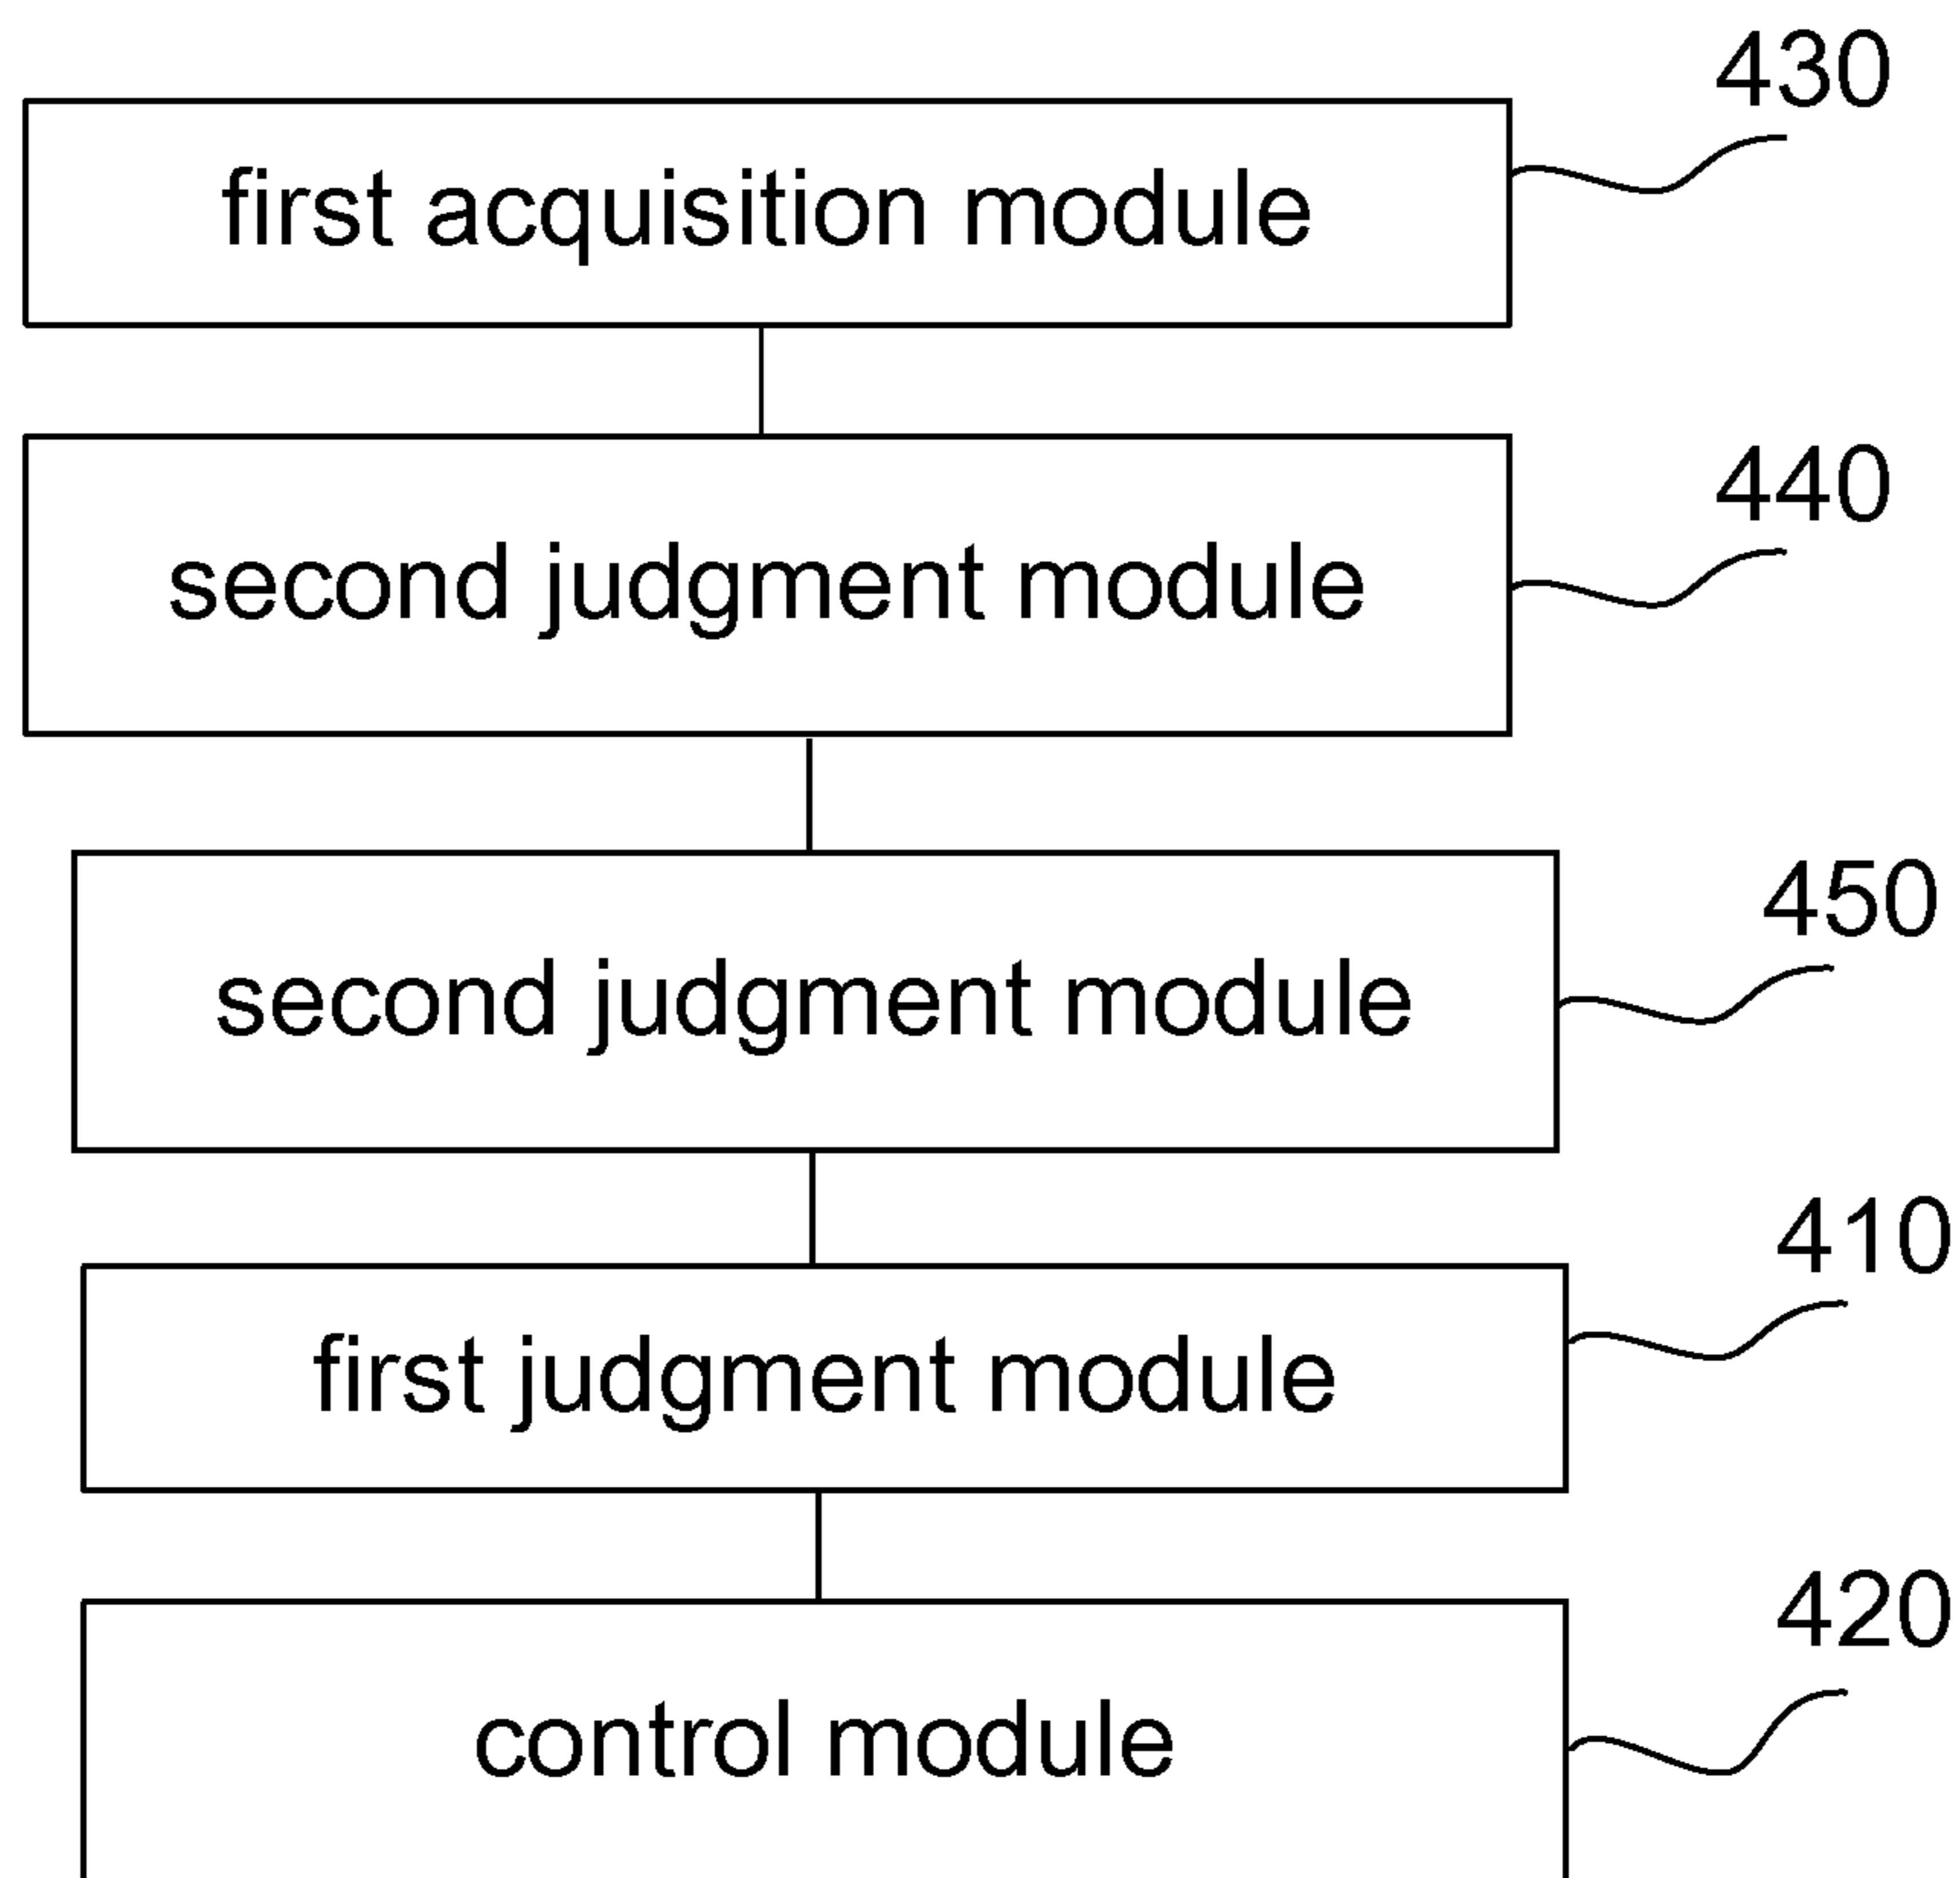 430
first acquisition module
440
second judgment module
450
second judgment module
410
first judgment module
420
control module